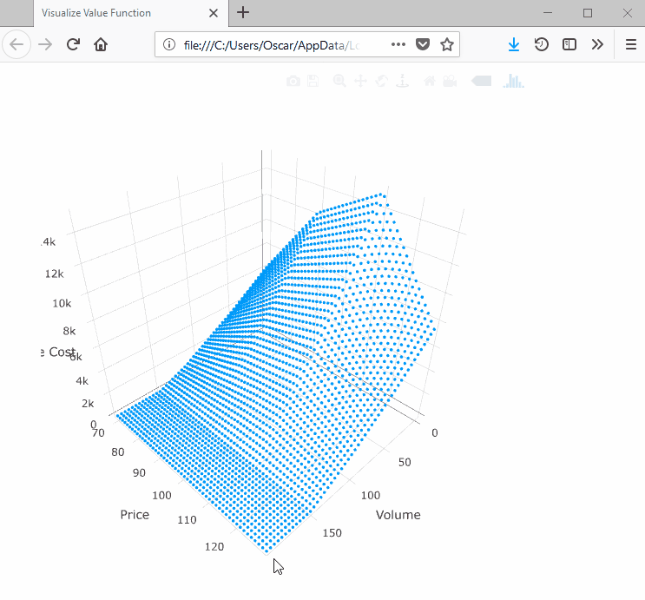 Visualize Value Function
file:///C:/Users/Oscar/AppData/Lo
.4k
12k
10k
8k
e Cost
6k
4k
2k
0
70
80
90
100
110
120
Price
0
50
100
150
Volume